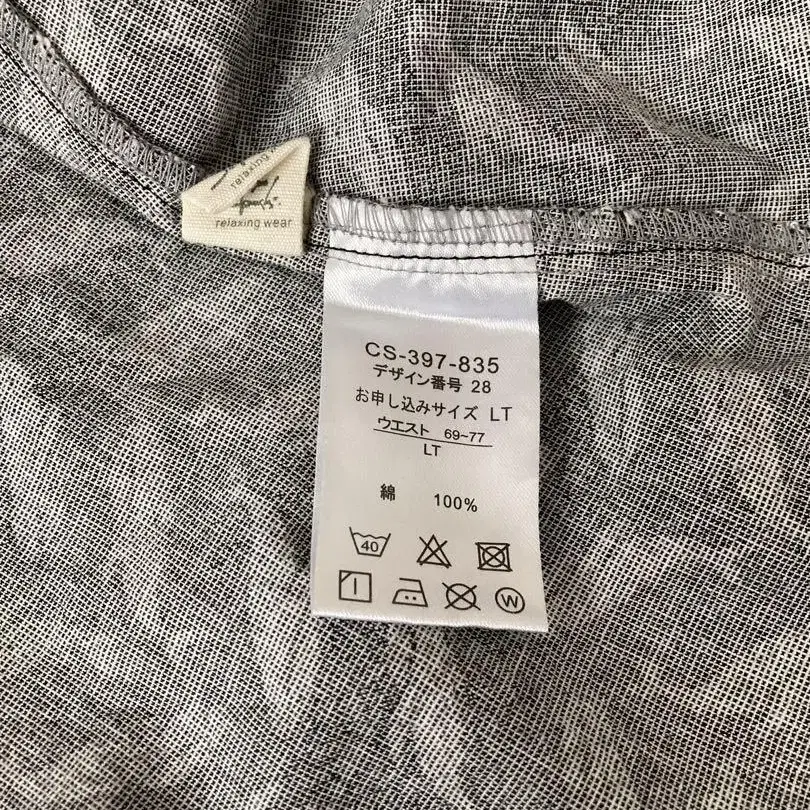 relaxing
relaxing wear
CS-397-835
デザイン番号 28
お申し込みサイズ LT
ウエスト 69~77
LT
綿 100%
40
W